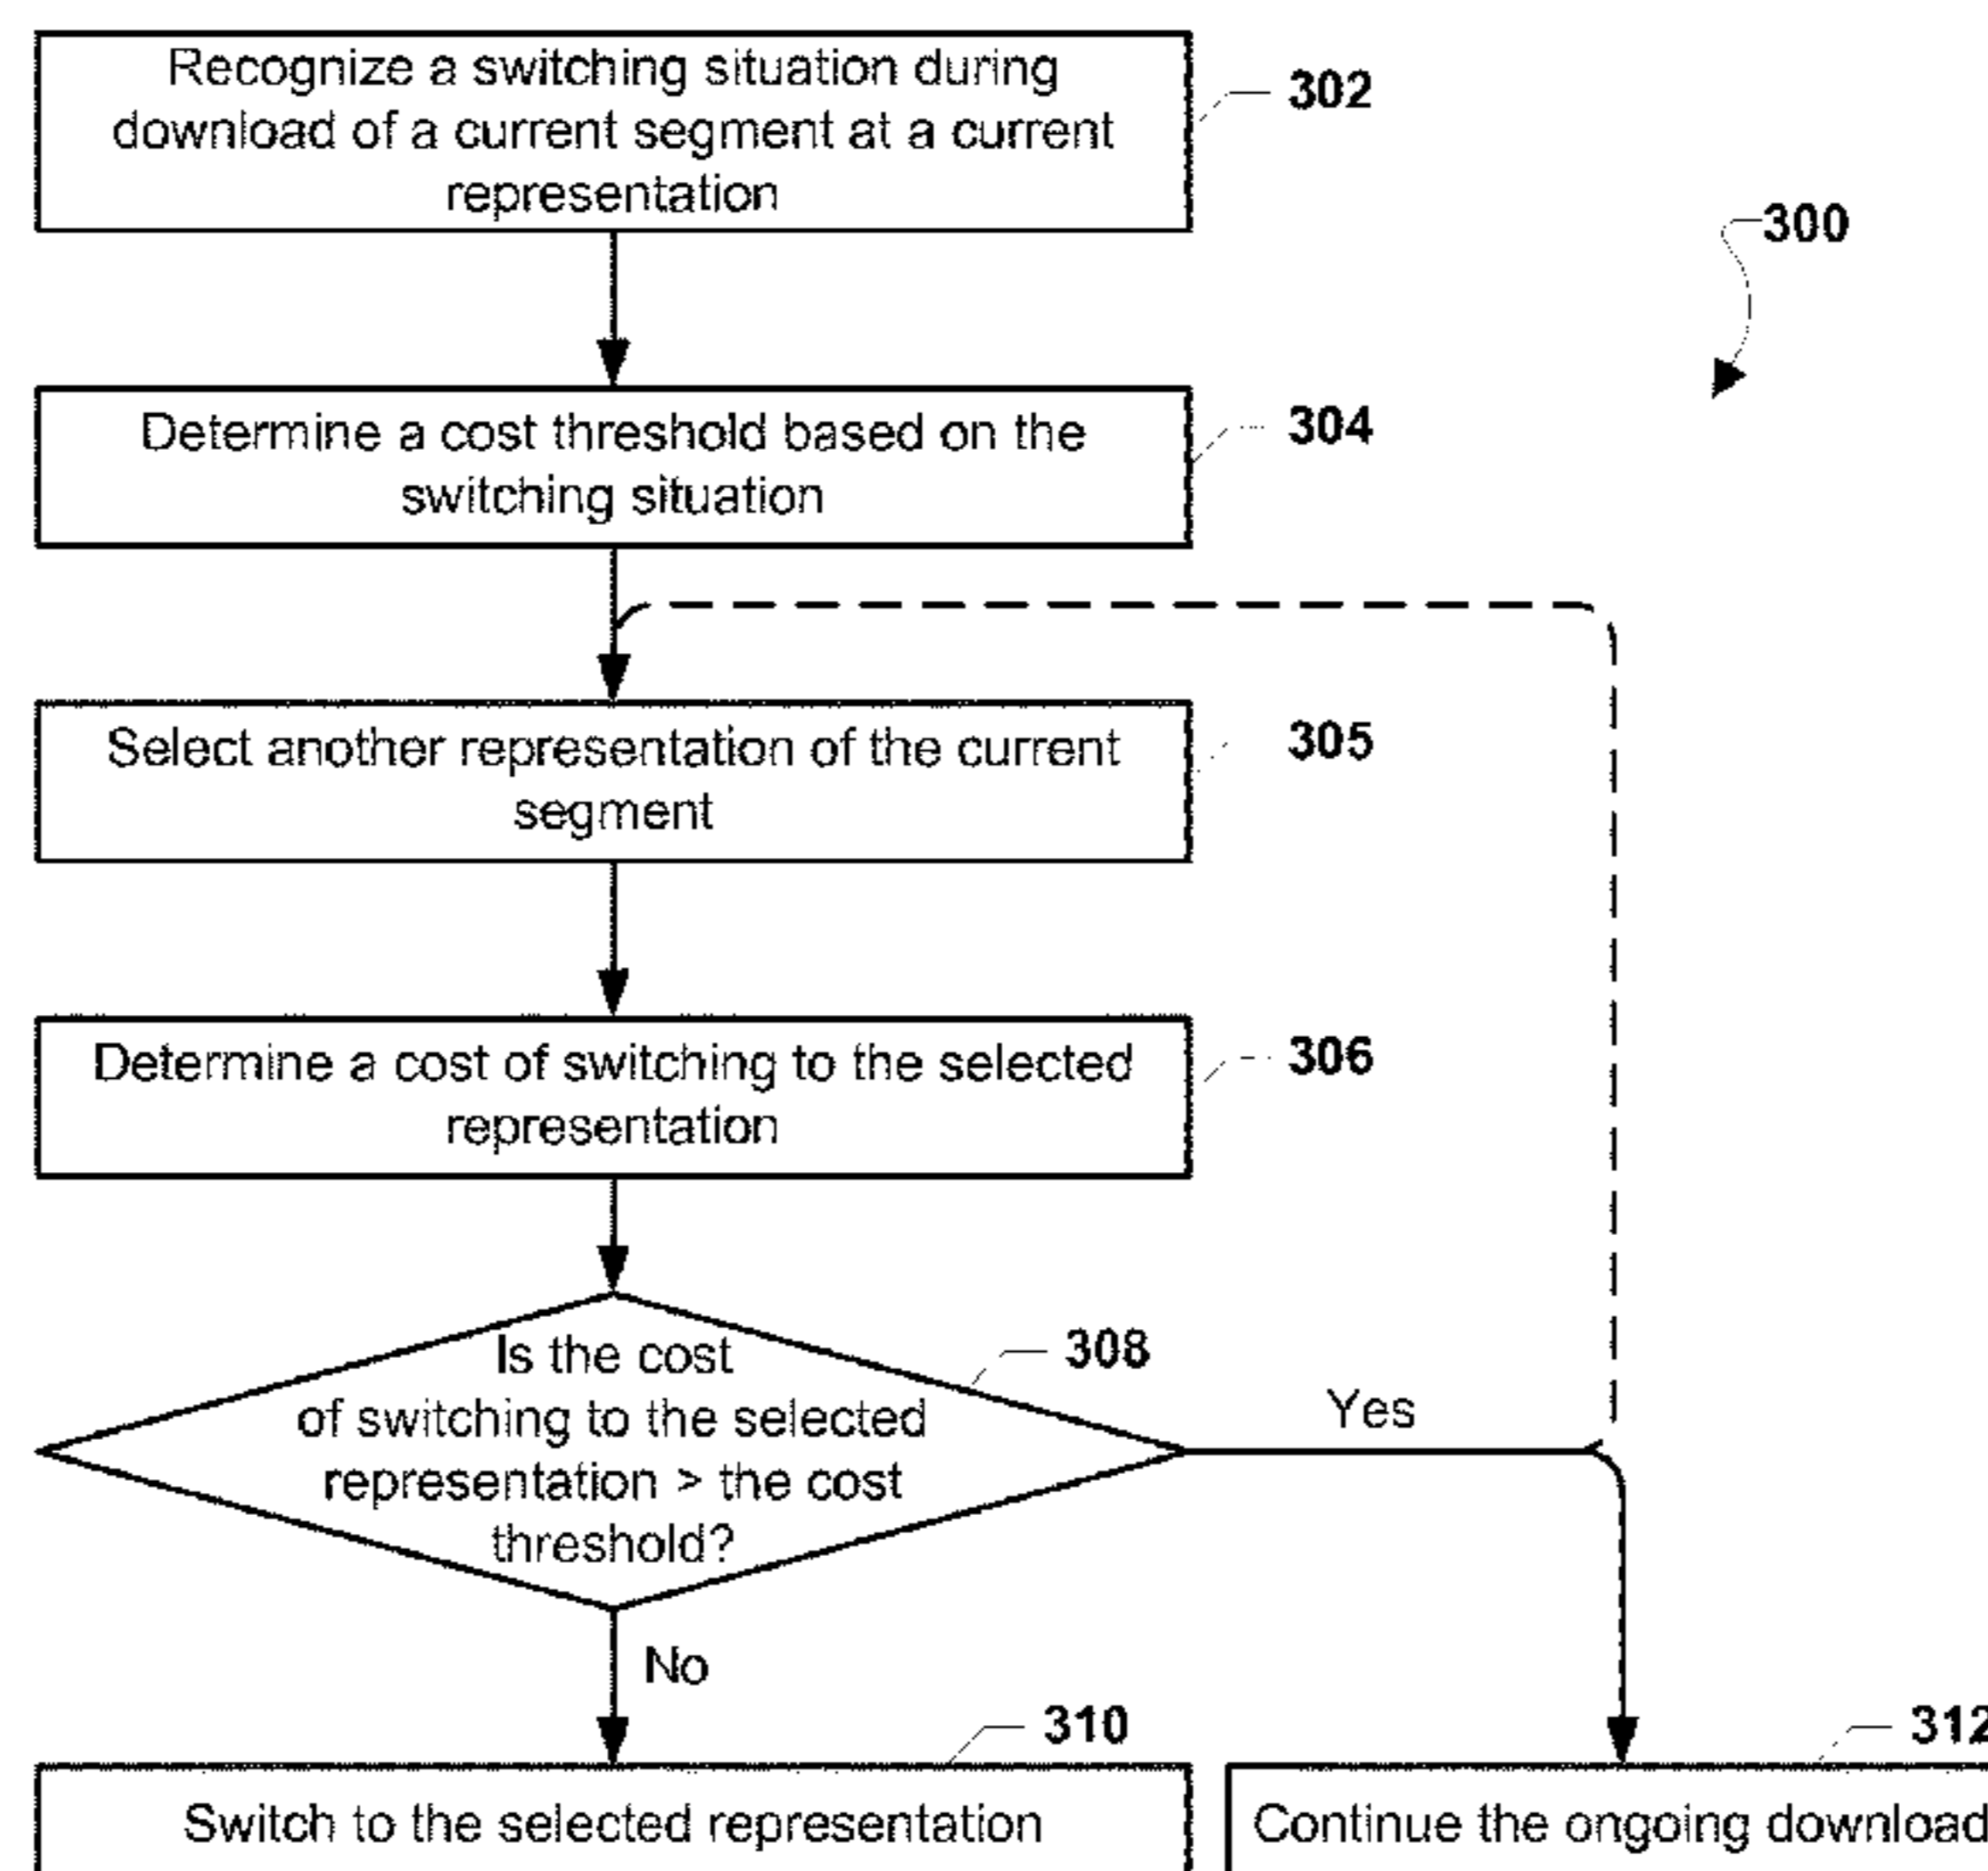 Recognize a switching situation during
download of a current segment at a current
representation
302
300
Determine a cost threshold based on the
switching situation
304
Select another representation of the current
segment
305
Determine a cost of switching to the selected
representation
306
Is the cost
of switching to the selected
representation > the cost
threshold?
308
Yes
No
310
312
Switch to the selected representation
Continue the ongoing download